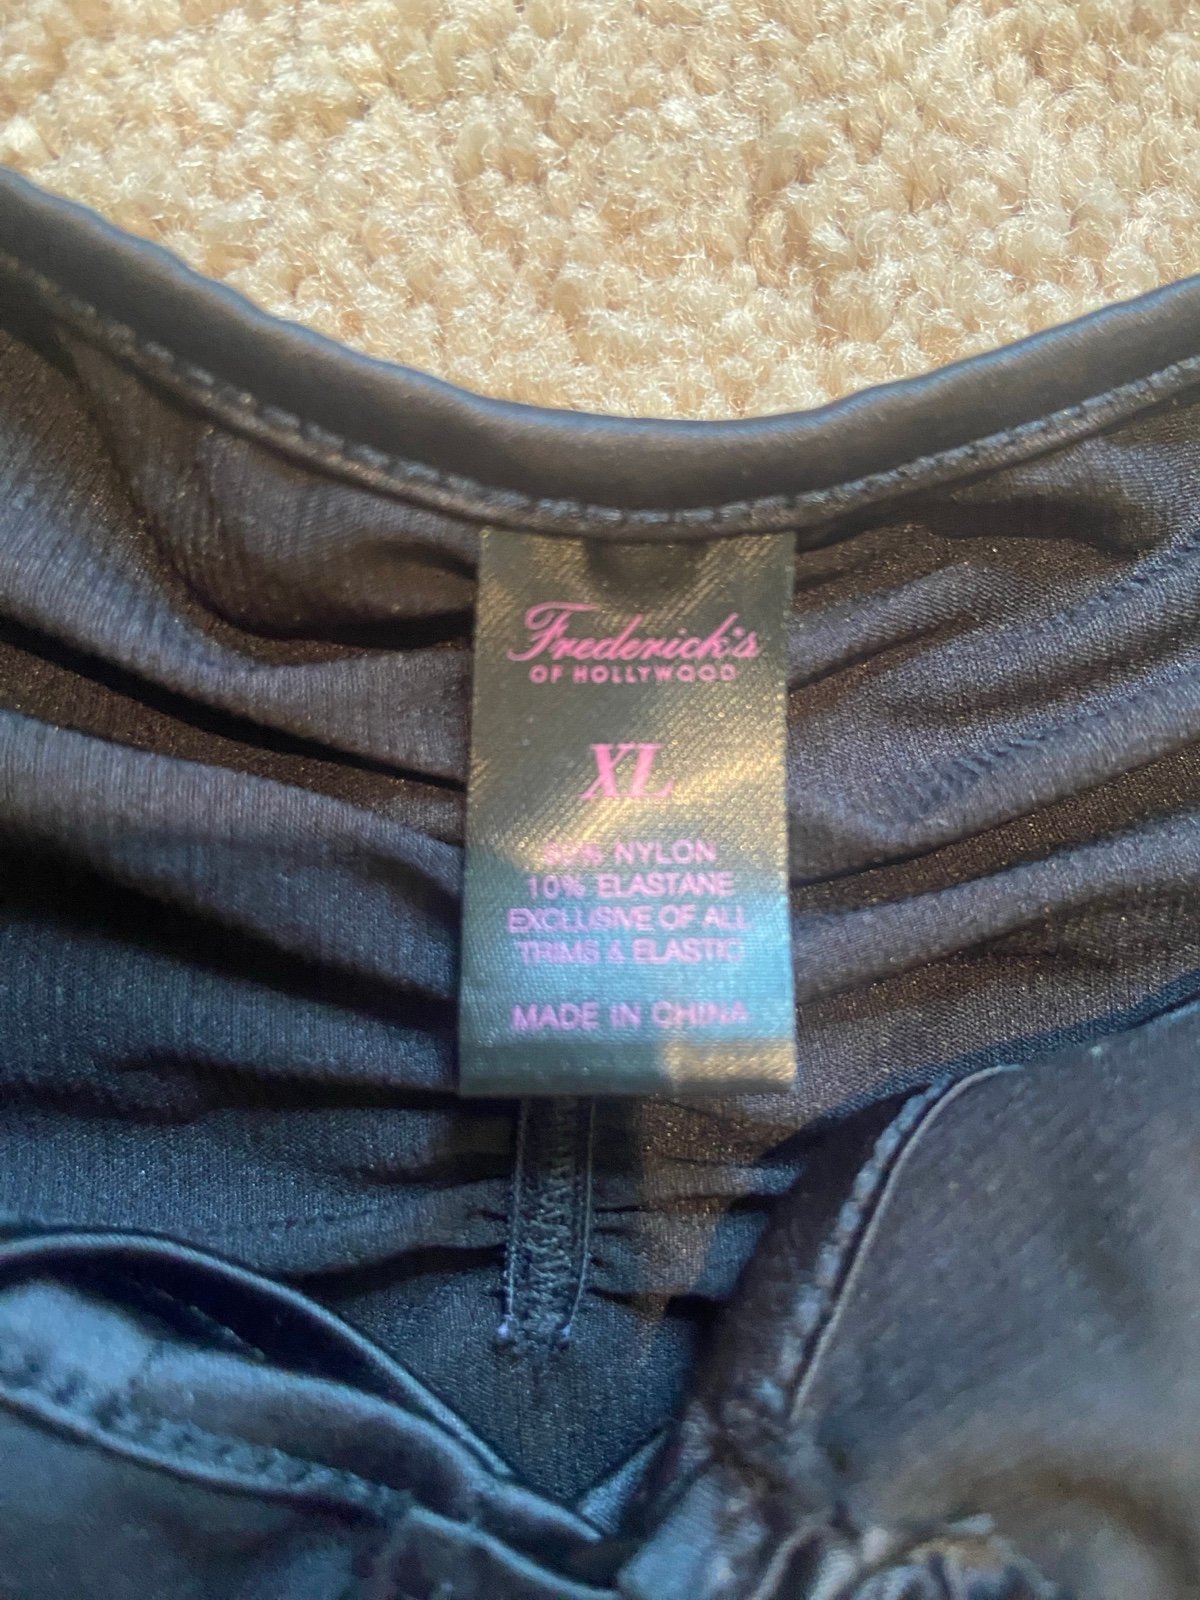 Frederick's
OF HOLLYWOOD
XL
% NYLON
10% ELASTANE
EXCLUSIVE OF ALL
TRIMS & ELASTIC
MADE IN CHINA